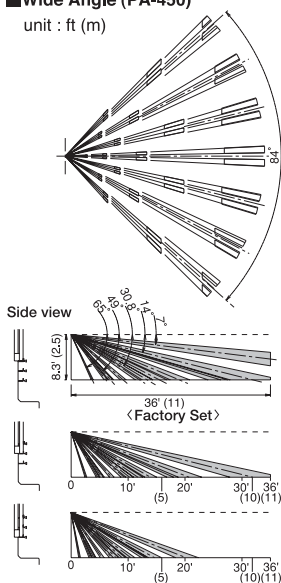 ■Wide Angle (PA-450)
unit : ft (m)
84°
Side view
65°
49°
30.8°
14°
7°
8.3' (2.5)
36' (11)
〈Factory Set〉
0 10' 20' 30' 36'
(5) (10)(11)
0 10' 20' 30' 36'
(5) (10)(11)